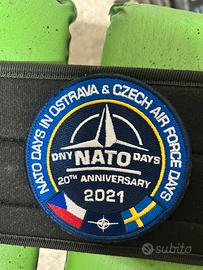 NATO DAYS IN OSTRAVA & CZECH AIR FORCE DAYS
DNY NATO DAYS
20TH ANNIVERSARY
2021
subito